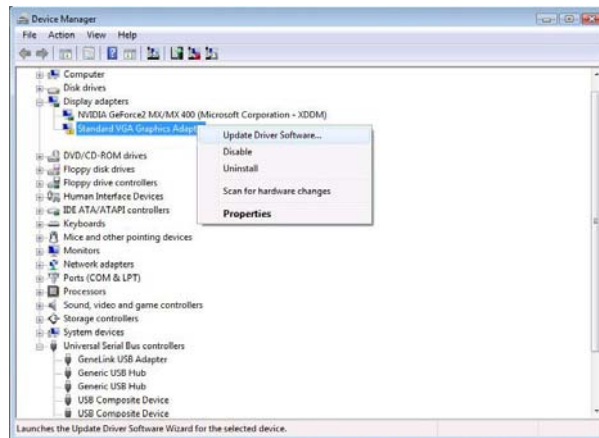 Device Manager
File Action View Help
Computer
Disk drives
Display adapters
NVIDIA GeForce2 MX/MX 400 (Microsoft Corporation - XDDM)
Standard VGA Graphics Adapt
Update Driver Software...
Disable
Uninstall
Scan for hardware changes
Properties
DVD/CD-ROM drives
Floppy disk drives
Floppy drive controllers
Human Interface Devices
IDE ATA/ATAPI controllers
Keyboards
Mice and other pointing devices
Monitors
Network adapters
Ports (COM & LPT)
Processors
Sound, video and game controllers
Storage controllers
System devices
Universal Serial Bus controllers
GeneLink USB Adapter
Generic USB Hub
Generic USB Hub
USB Composite Device
USB Composite Device
Launches the Update Driver Software Wizard for the selected device.